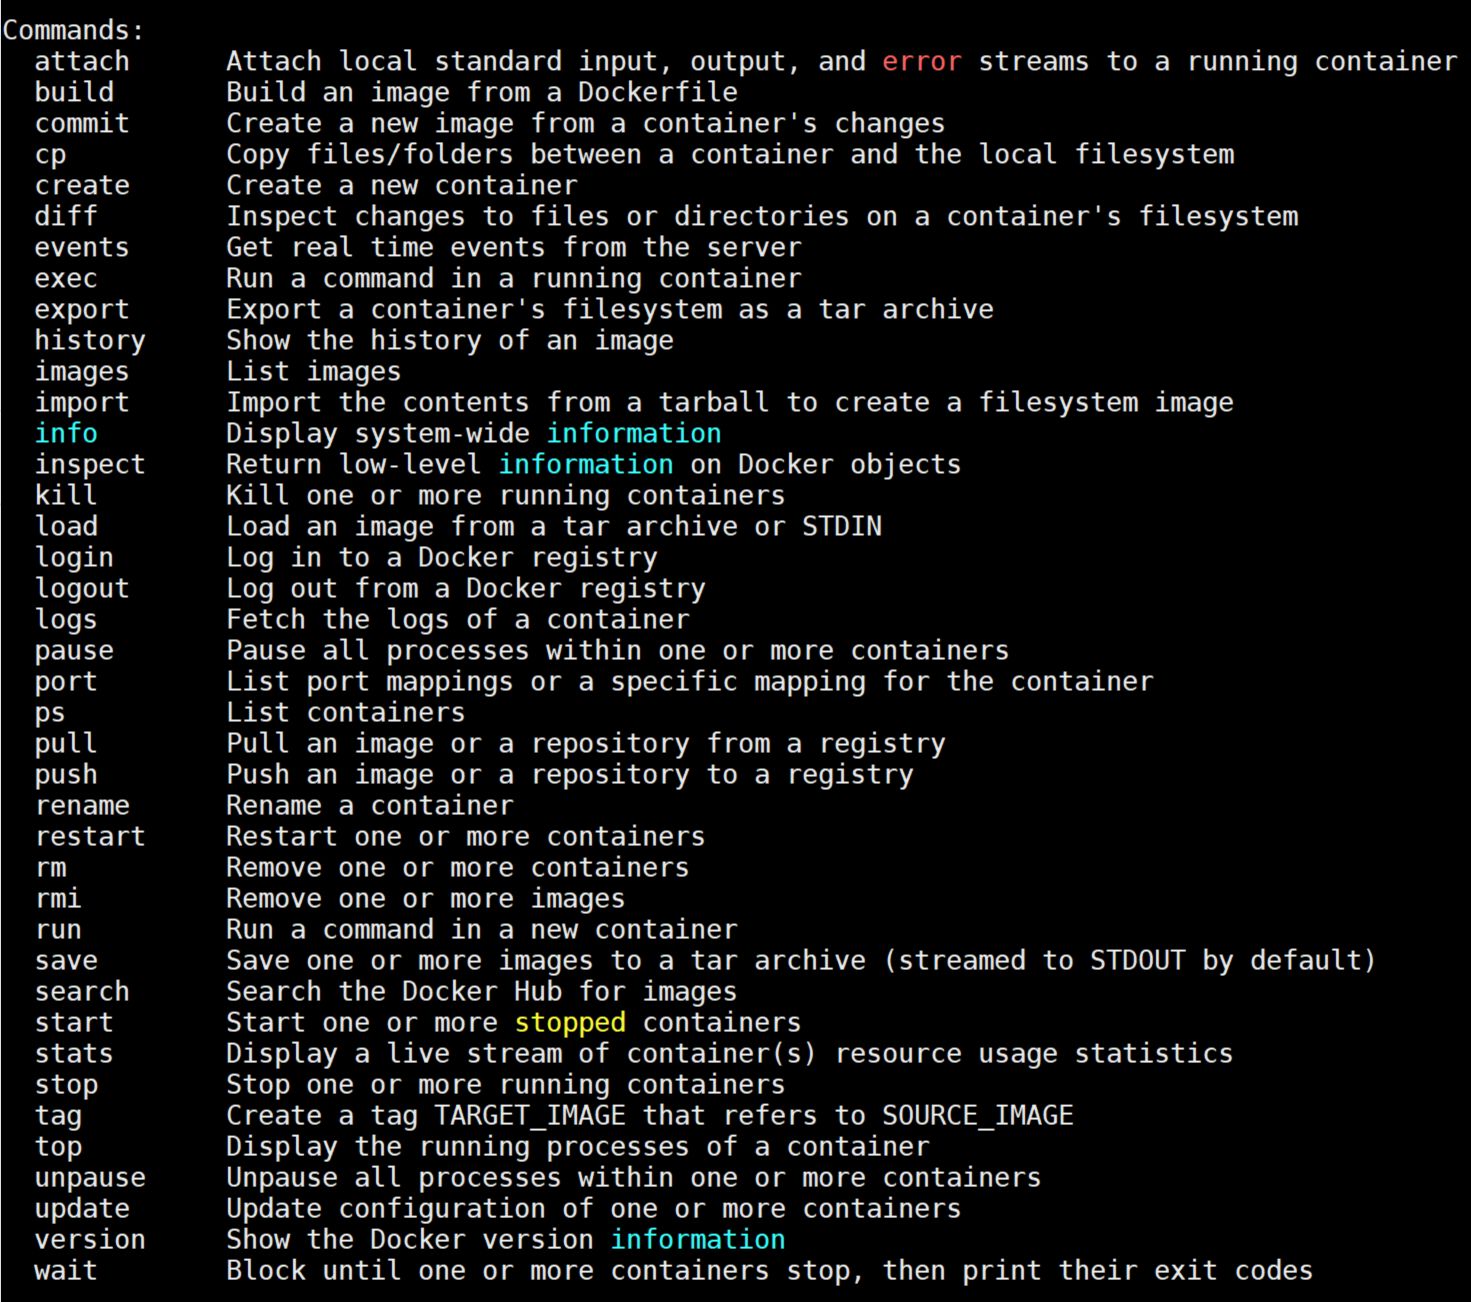 Commands:
  attach      Attach local standard input, output, and error streams to a running container
  build       Build an image from a Dockerfile
  commit      Create a new image from a container's changes
  cp          Copy files/folders between a container and the local filesystem
  create      Create a new container
  diff        Inspect changes to files or directories on a container's filesystem
  events      Get real time events from the server
  exec        Run a command in a running container
  export      Export a container's filesystem as a tar archive
  history     Show the history of an image
  images      List images
  import      Import the contents from a tarball to create a filesystem image
  info        Display system-wide information
  inspect     Return low-level information on Docker objects
  kill        Kill one or more running containers
  load        Load an image from a tar archive or STDIN
  login       Log in to a Docker registry
  logout      Log out from a Docker registry
  logs        Fetch the logs of a container
  pause       Pause all processes within one or more containers
  port        List port mappings or a specific mapping for the container
  ps          List containers
  pull        Pull an image or a repository from a registry
  push        Push an image or a repository to a registry
  rename      Rename a container
  restart     Restart one or more containers
  rm          Remove one or more containers
  rmi         Remove one or more images
  run         Run a command in a new container
  save        Save one or more images to a tar archive (streamed to STDOUT by default)
  search      Search the Docker Hub for images
  start       Start one or more stopped containers
  stats       Display a live stream of container(s) resource usage statistics
  stop        Stop one or more running containers
  tag         Create a tag TARGET_IMAGE that refers to SOURCE_IMAGE
  top         Display the running processes of a container
  unpause     Unpause all processes within one or more containers
  update      Update configuration of one or more containers
  version     Show the Docker version information
  wait        Block until one or more containers stop, then print their exit codes